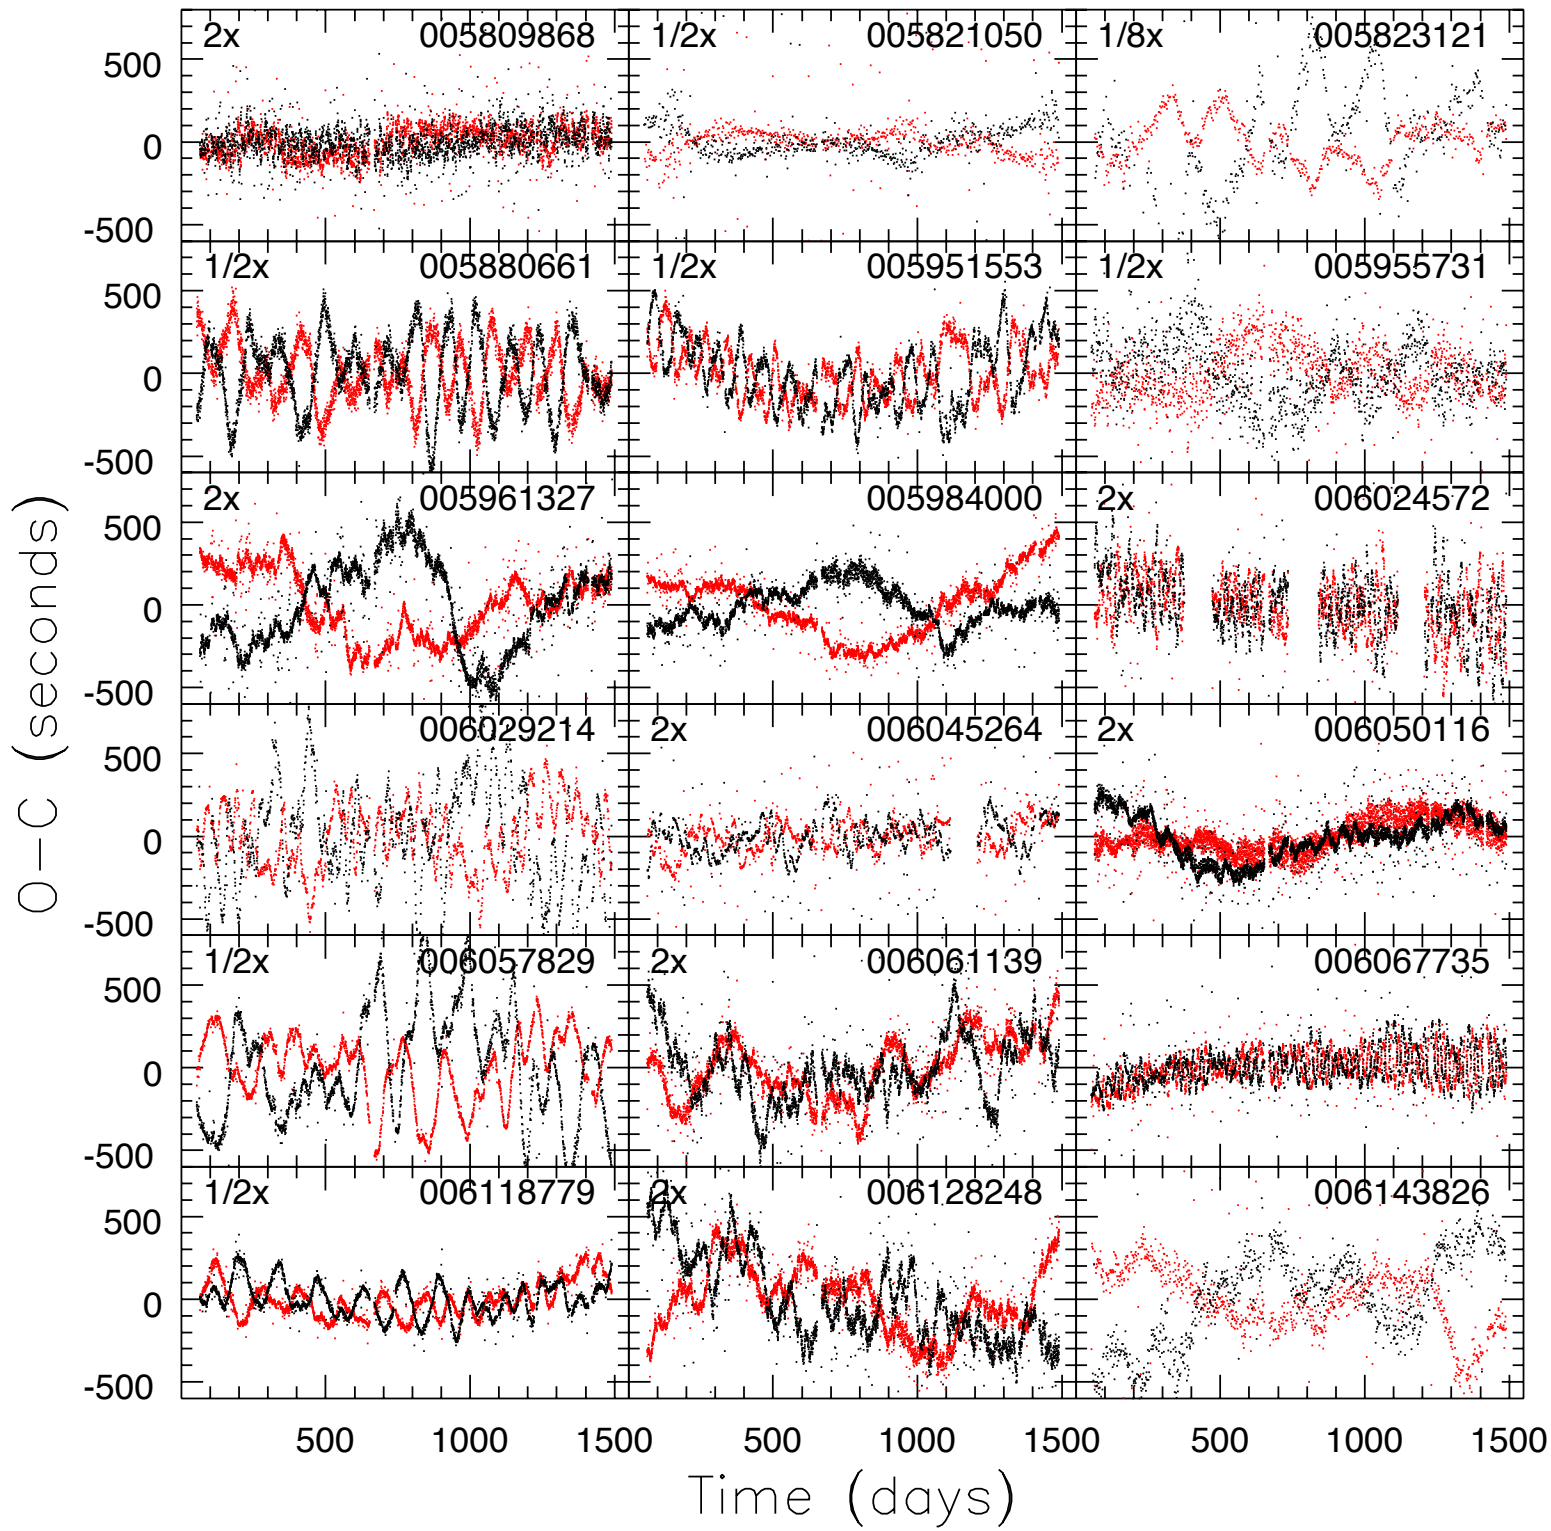 2x 005809868 1/2x 005821050 1/8x 005823121
500
0
-500
1/2x 005880661 1/2x 005951553 1/2x 005955731
500
0
-500
2x 005961327 2x 005984000 2x 006024572
500
0
-500
006029214 2x 006045264 2x 006050116
500
0
-500
1/2x 006057829 2x 006061139 006067735
500
0
-500
1/2x 006118779 2x 006128248 006143826
500
0
-500
500 1000 1500 500 1000 1500 500 1000 1500
Time (days)
O-C (seconds)